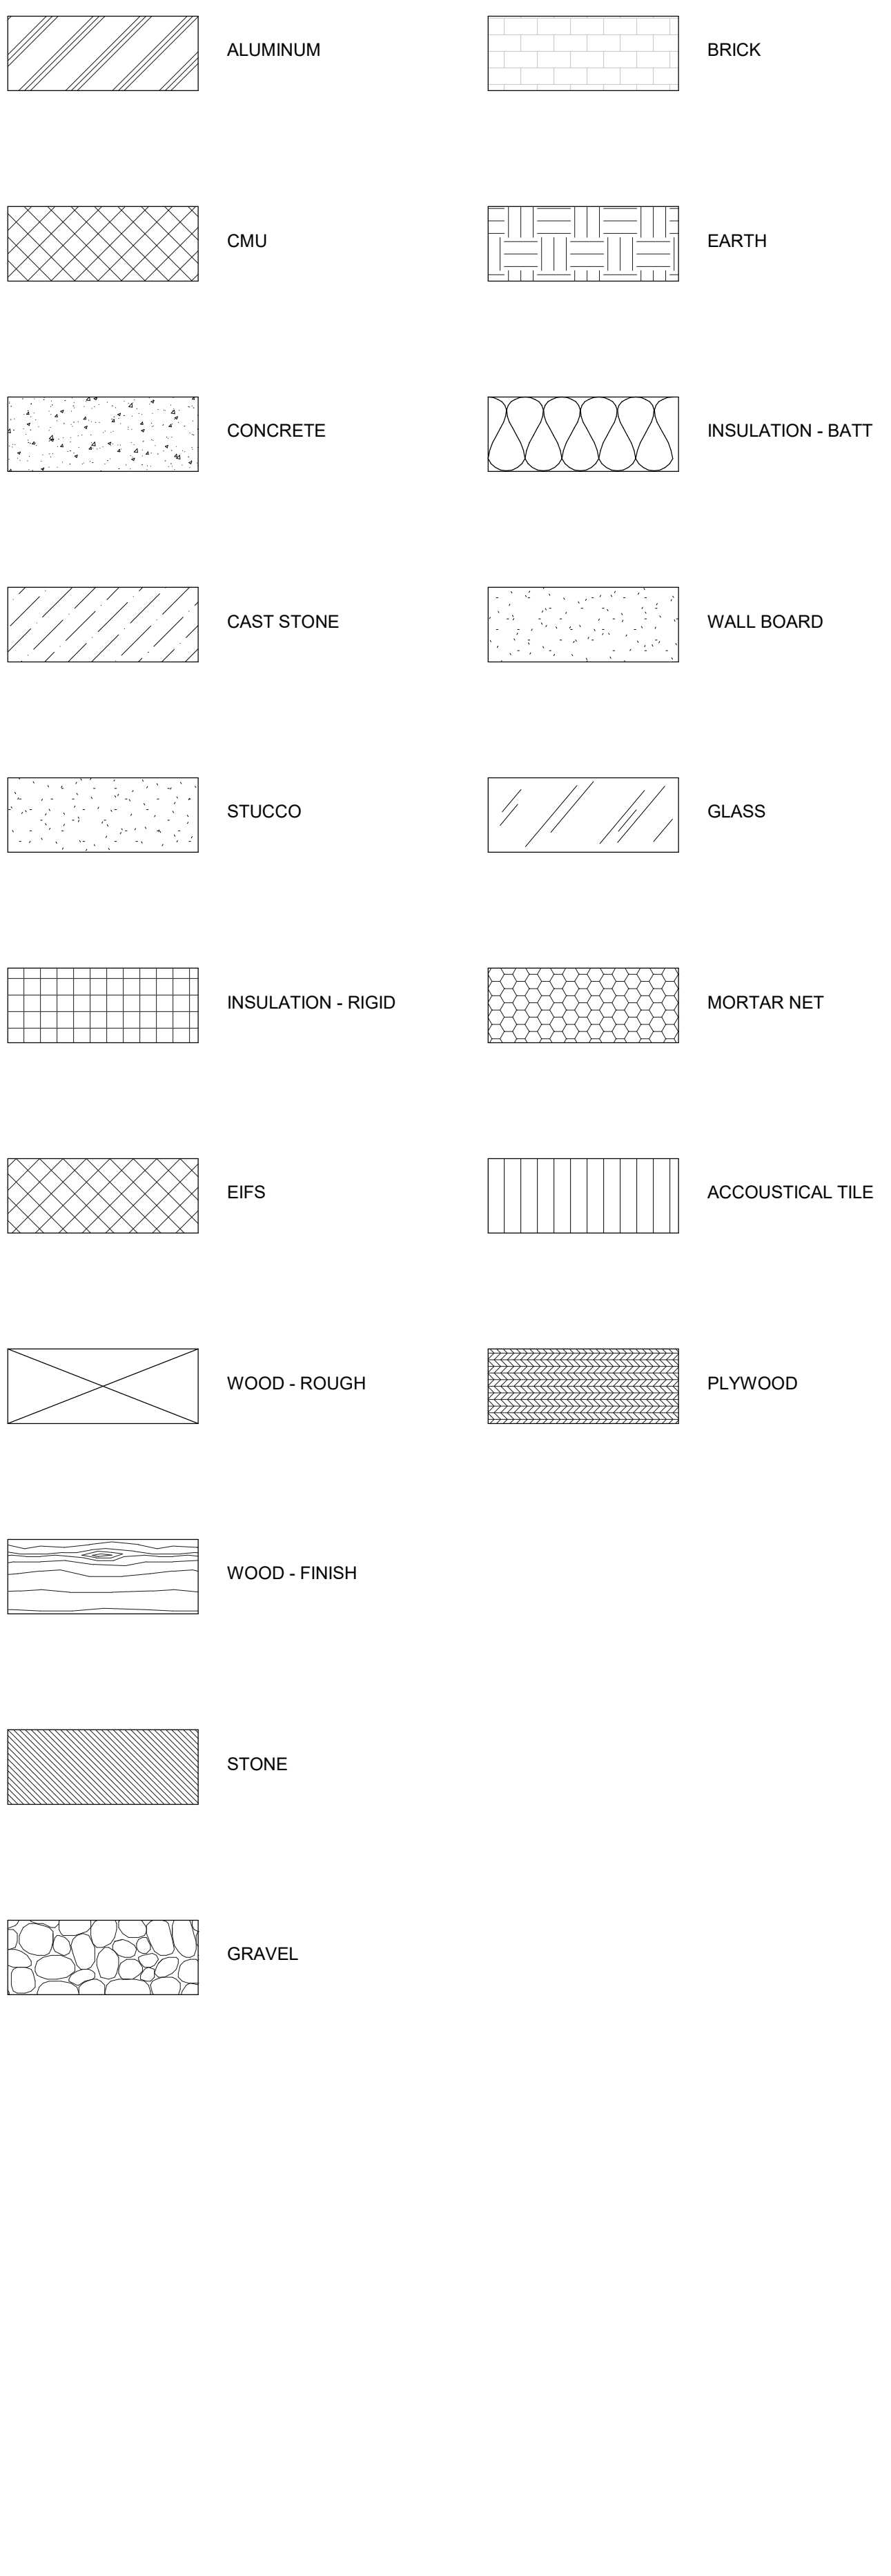 ALUMINUM
BRICK
CMU
EARTH
CONCRETE
INSULATION - BATT
CAST STONE
WALL BOARD
STUCCO
GLASS
INSULATION - RIGID
MORTAR NET
EIFS
ACCOUSTICAL TILE
WOOD - ROUGH
PLYWOOD
WOOD - FINISH
STONE
GRAVEL